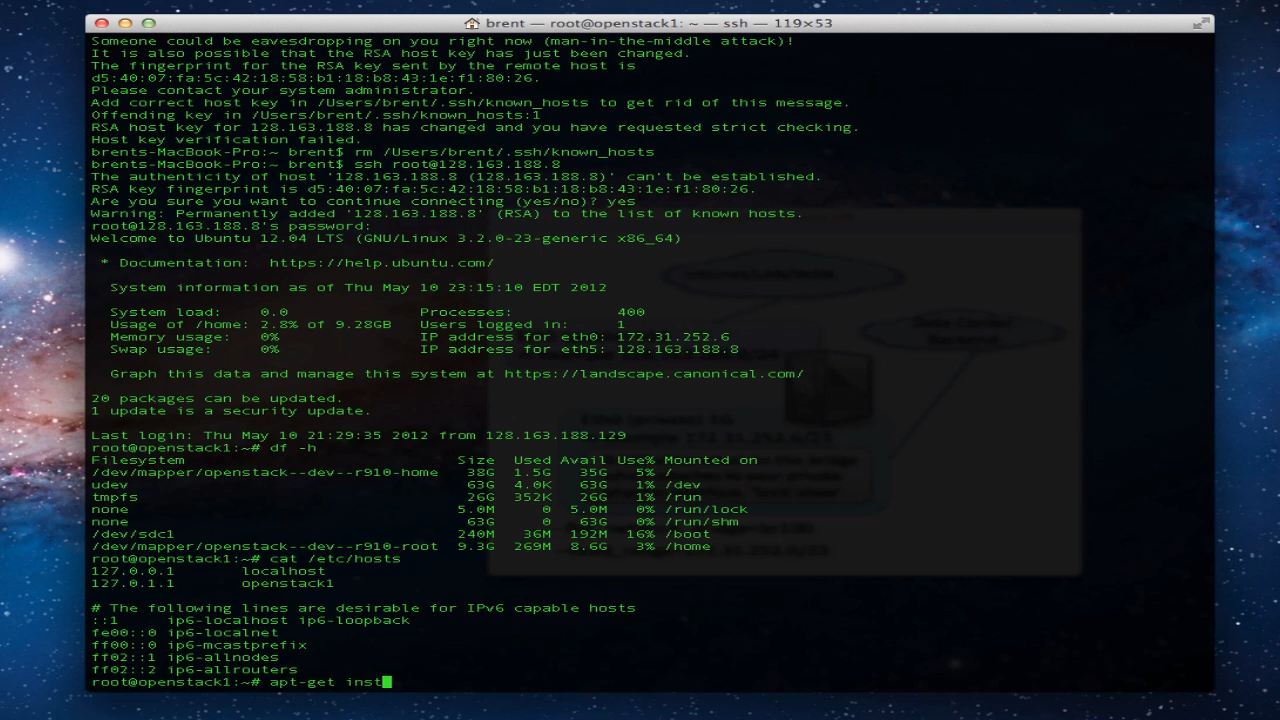 brent — root@openstack1: ~ — ssh — 119×53
Someone could be eavesdropping on you right now (man-in-the-middle attack)!
It is also possible that the RSA host key has just been changed.
The fingerprint for the RSA key sent by the remote host is
d5:40:07:fa:5c:42:18:58:b1:18:b8:43:1e:f1:80:26.
Please contact your system administrator.
Add correct host key in /Users/brent/.ssh/known_hosts to get rid of this message.
Offending key in /Users/brent/.ssh/known_hosts:1
RSA host key for 128.163.188.8 has changed and you have requested strict checking.
Host key verification failed.
brents-MacBook-Pro:~ brent$ rm /Users/brent/.ssh/known_hosts
brents-MacBook-Pro:~ brent$ ssh root@128.163.188.8
The authenticity of host '128.163.188.8 (128.163.188.8)' can't be established.
RSA key fingerprint is d5:40:07:fa:5c:42:18:58:b1:18:b8:43:1e:f1:80:26.
Are you sure you want to continue connecting (yes/no)? yes
Warning: Permanently added '128.163.188.8' (RSA) to the list of known hosts.
root@128.163.188.8's password:
Welcome to Ubuntu 12.04 LTS (GNU/Linux 3.2.0-23-generic x86_64)
* Documentation:  https://help.ubuntu.com/
System information as of Thu May 10 23:15:10 EDT 2012
System load:    0.0               Processes:           400
Usage of /home: 2.8% of 9.28GB   Users logged in:     1
Memory usage:   0%                IP address for eth0: 172.31.252.6
Swap usage:     0%                IP address for eth5: 128.163.188.8
Graph this data and manage this system at https://landscape.canonical.com/
20 packages can be updated.
1 update is a security update.
Last login: Thu May 10 21:29:35 2012 from 128.163.188.129
root@openstack1:~# df -h
Filesystem                             Size  Used Avail Use% Mounted on
/dev/mapper/openstack--dev--r910-home   38G  1.5G   35G   5% /
udev                                    63G  4.0K   63G   1% /dev
tmpfs                                   26G  352K   26G   1% /run
none                                   5.0M     0  5.0M   0% /run/lock
none                                    63G     0   63G   0% /run/shm
/dev/sdc1                              240M   36M  192M  16% /boot
/dev/mapper/openstack--dev--r910-root  9.3G  269M  8.6G   3% /home
root@openstack1:~# cat /etc/hosts
127.0.0.1       localhost
127.0.1.1       openstack1
# The following lines are desirable for IPv6 capable hosts
::1     ip6-localhost ip6-loopback
fe00::0 ip6-localnet
ff00::0 ip6-mcastprefix
ff02::1 ip6-allnodes
ff02::2 ip6-allrouters
root@openstack1:~# apt-get inst